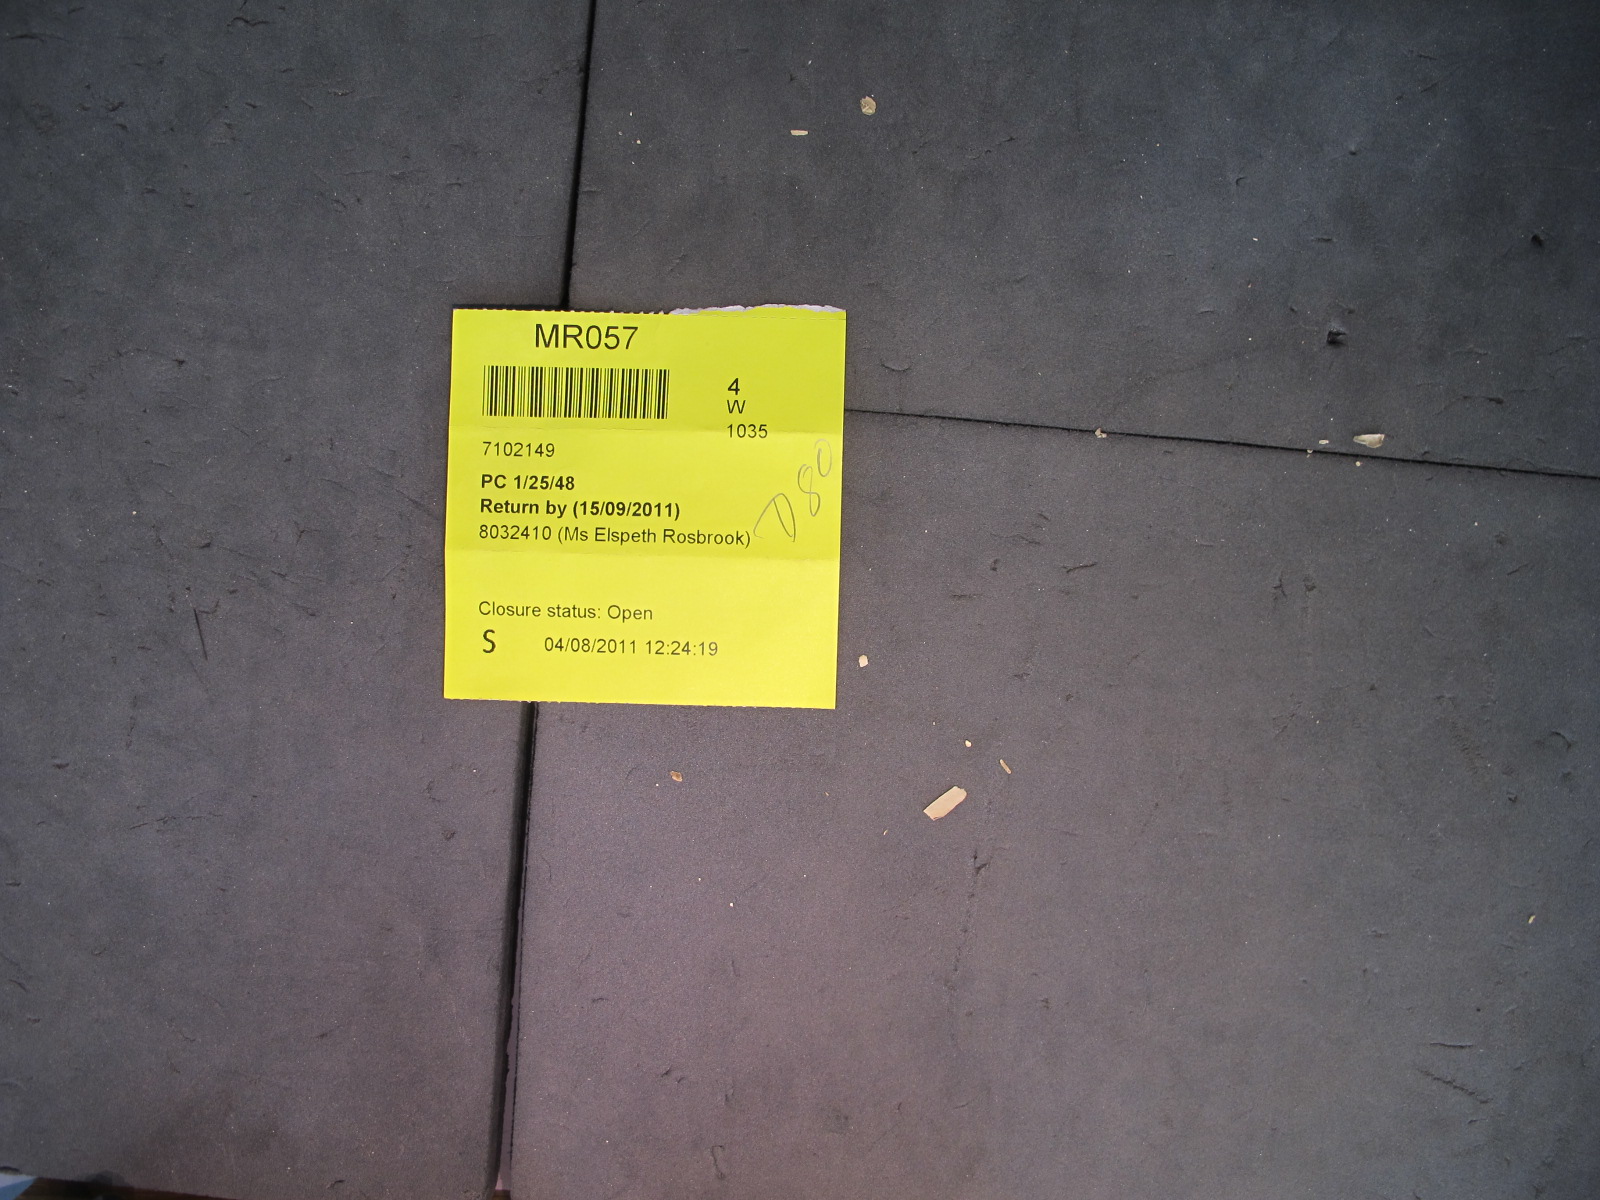 MR057
4
W
1035
7102149
PC 1/25/48
Return by (15/09/2011)
8032410 (Ms Elspeth Rosbrook)
D80
Closure status: Open
S 04/08/2011 12:24:19